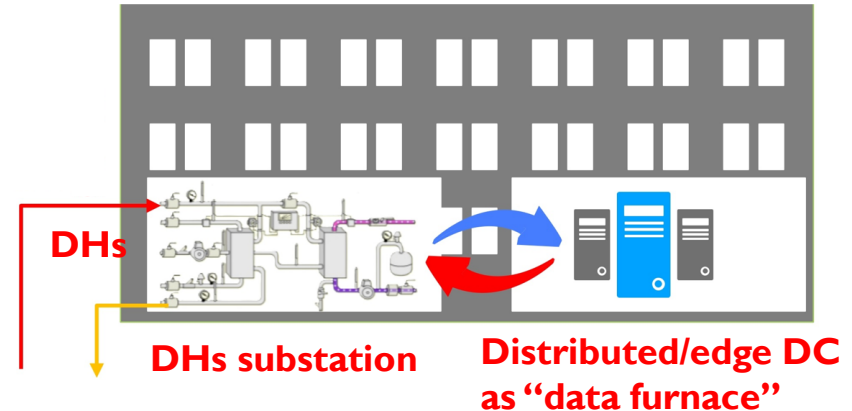 DHs
DHs substation
Distributed/edge DC
as “data furnace”